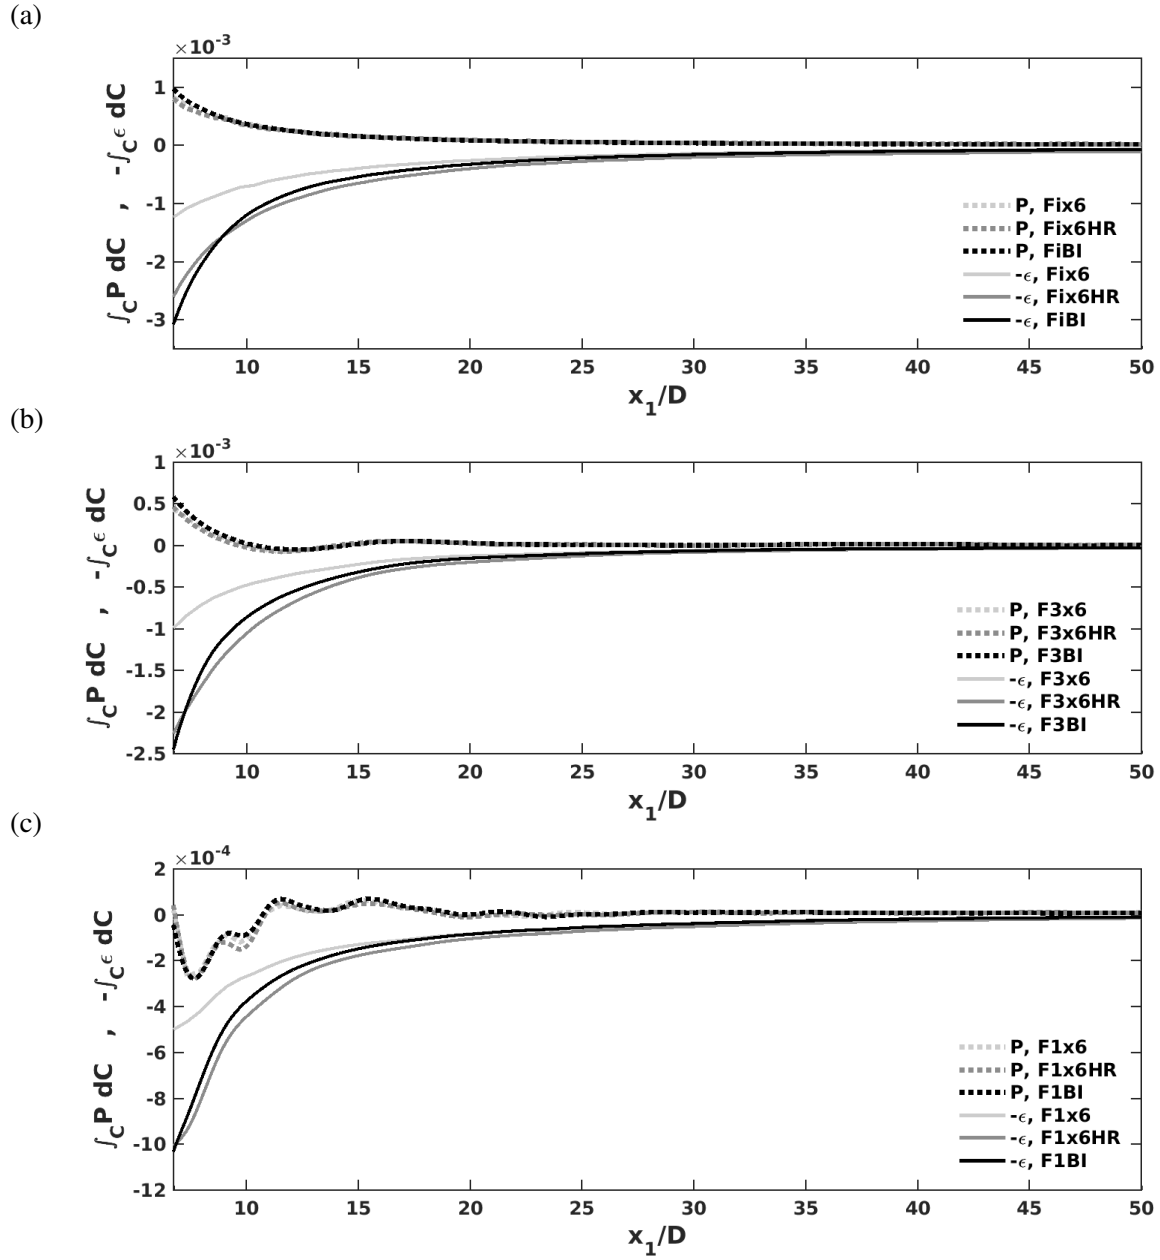 (a)
×10⁻³
∫_C P dC , -∫_C ϵ dC
1
0
-1
-2
-3
P, Fix6
P, Fix6HR
P, FiBI
-ϵ, Fix6
-ϵ, Fix6HR
-ϵ, FiBI
10 15 20 25 30 35 40 45 50
x₁/D
(b)
×10⁻³
∫_C P dC , -∫_C ϵ dC
1
0.5
0
-0.5
-1
-1.5
-2
-2.5
P, F3x6
P, F3x6HR
P, F3BI
-ϵ, F3x6
-ϵ, F3x6HR
-ϵ, F3BI
10 15 20 25 30 35 40 45 50
x₁/D
(c)
×10⁻⁴
∫_C P dC , -∫_C ϵ dC
2
0
-2
-4
-6
-8
-10
-12
P, F1x6
P, F1x6HR
P, F1BI
-ϵ, F1x6
-ϵ, F1x6HR
-ϵ, F1BI
10 15 20 25 30 35 40 45 50
x₁/D